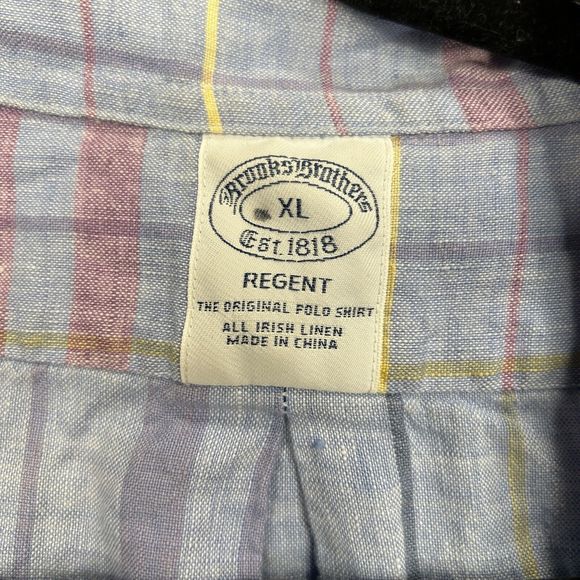 Brooks Brothers
XL
Est. 1818
REGENT
THE ORIGINAL POLO SHIRT
ALL IRISH LINEN
MADE IN CHINA